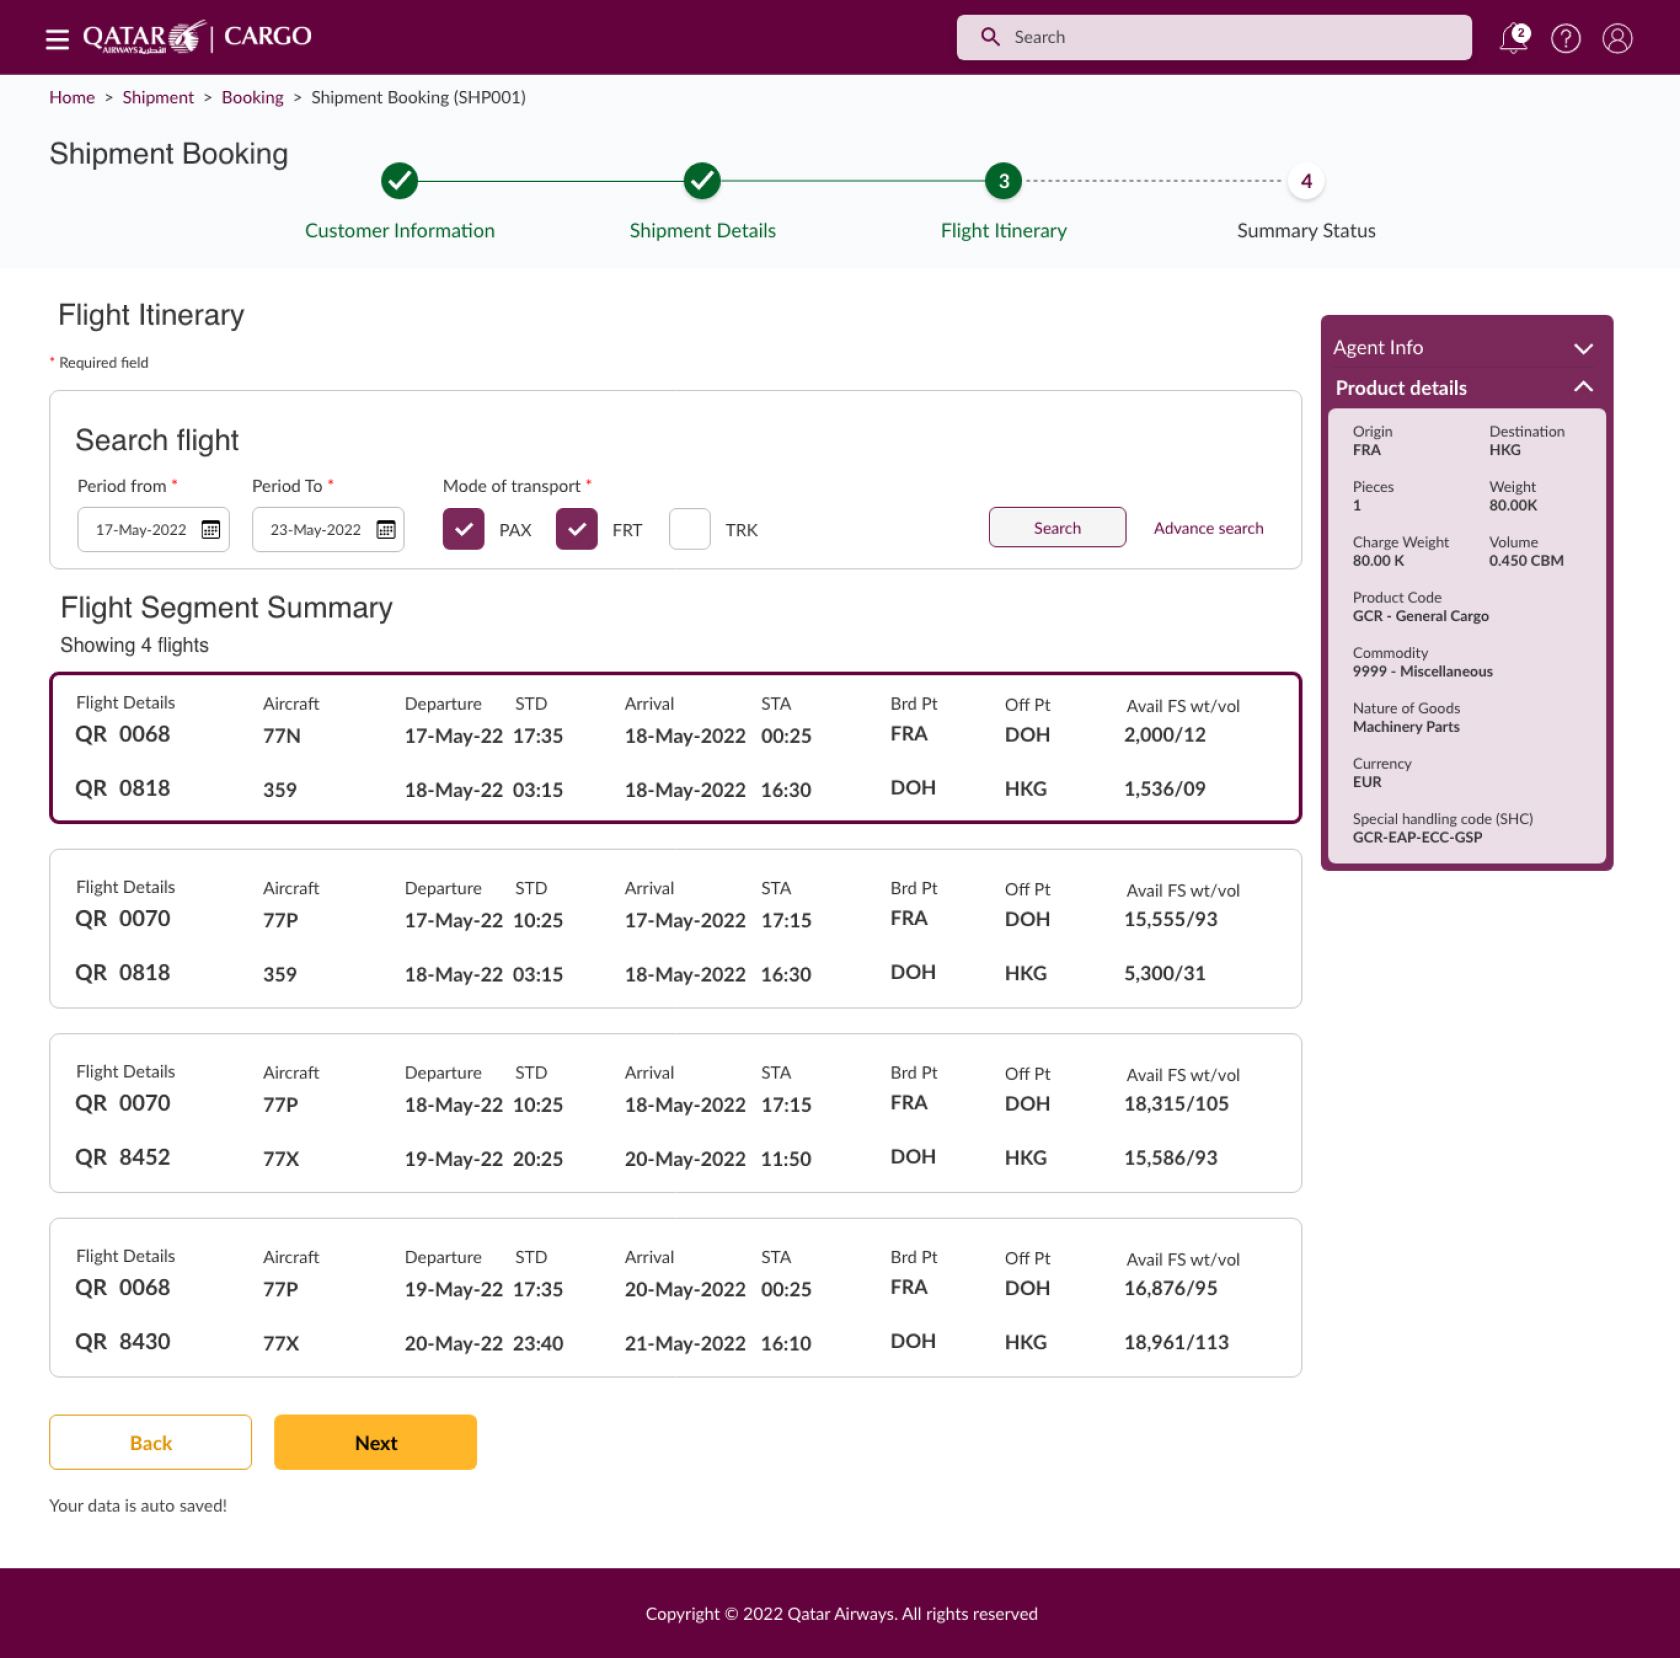 QATAR AIRWAYS القطرية | CARGO
Search
2
?
Home > Shipment > Booking > Shipment Booking (SHP001)
Shipment Booking
3
4
Customer Information
Shipment Details
Flight Itinerary
Summary Status
Flight Itinerary
* Required field
Search flight
Period from *
Period To *
Mode of transport *
17-May-2022
23-May-2022
PAX
FRT
TRK
Search
Advance search
Flight Segment Summary
Showing 4 flights
Flight Details Aircraft Departure STD Arrival STA Brd Pt Off Pt Avail FS wt/vol
QR 0068 77N 17-May-22 17:35 18-May-2022 00:25 FRA DOH 2,000/12
QR 0818 359 18-May-22 03:15 18-May-2022 16:30 DOH HKG 1,536/09
Flight Details Aircraft Departure STD Arrival STA Brd Pt Off Pt Avail FS wt/vol
QR 0070 77P 17-May-22 10:25 17-May-2022 17:15 FRA DOH 15,555/93
QR 0818 359 18-May-22 03:15 18-May-2022 16:30 DOH HKG 5,300/31
Flight Details Aircraft Departure STD Arrival STA Brd Pt Off Pt Avail FS wt/vol
QR 0070 77P 18-May-22 10:25 18-May-2022 17:15 FRA DOH 18,315/105
QR 8452 77X 19-May-22 20:25 20-May-2022 11:50 DOH HKG 15,586/93
Flight Details Aircraft Departure STD Arrival STA Brd Pt Off Pt Avail FS wt/vol
QR 0068 77P 19-May-22 17:35 20-May-2022 00:25 FRA DOH 16,876/95
QR 8430 77X 20-May-22 23:40 21-May-2022 16:10 DOH HKG 18,961/113
Agent Info
Product details
Origin Destination
FRA HKG
Pieces Weight
1 80.00K
Charge Weight Volume
80.00 K 0.450 CBM
Product Code
GCR - General Cargo
Commodity
9999 - Miscellaneous
Nature of Goods
Machinery Parts
Currency
EUR
Special handling code (SHC)
GCR-EAP-ECC-GSP
Back
Next
Your data is auto saved!
Copyright © 2022 Qatar Airways. All rights reserved